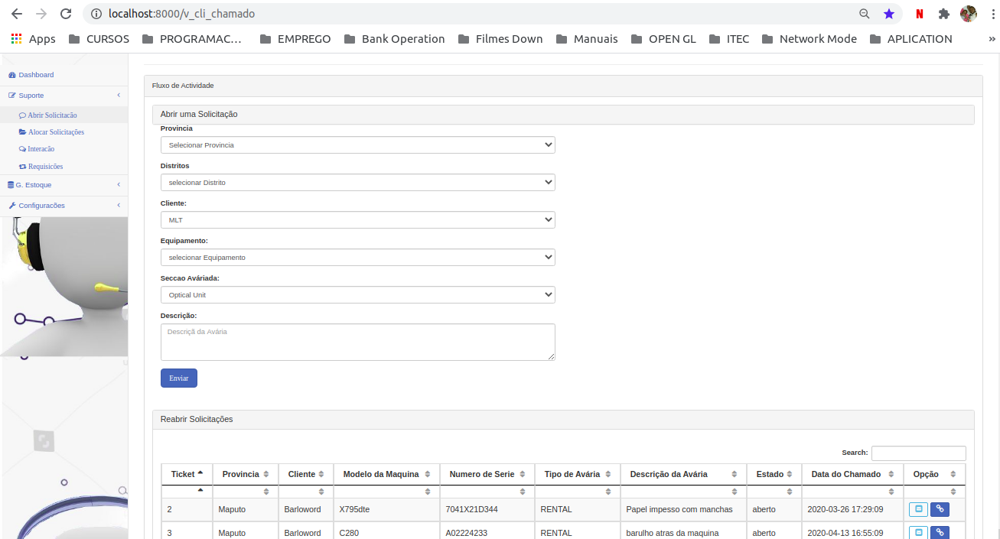 localhost:8000/v_cli_chamado
N
Apps CURSOS PROGRAMAC... EMPREGO Bank Operation Filmes Down Manuais OPEN GL ITEC Network Mode APLICATION »
Dashboard
Suporte
Abrir Solicitacão
Alocar Solicitações
Interacão
Requisicões
G. Estoque
Configuracões
Fluxo de Actividade
Abrir uma Solicitação
Provincia
Selecionar Provincia
Distritos
selecionar Distrito
Cliente:
MLT
Equipamento:
selecionar Equipamento
Seccao Aváriada:
Optical Unit
Descrição:
Descriçã da Avária
Enviar
Reabrir Solicitações
Search:
Ticket Provincia Cliente Modelo da Maquina Numero de Serie Tipo de Avária Descrição da Avária Estado Data do Chamado Opção
2 Maputo Barloword X795dte 7041X21D344 RENTAL Papel impesso com manchas aberto 2020-03-26 17:29:09
3 Maputo Barloword C280 A02224233 RENTAL barulho atras da maquina aberto 2020-04-13 16:55:09